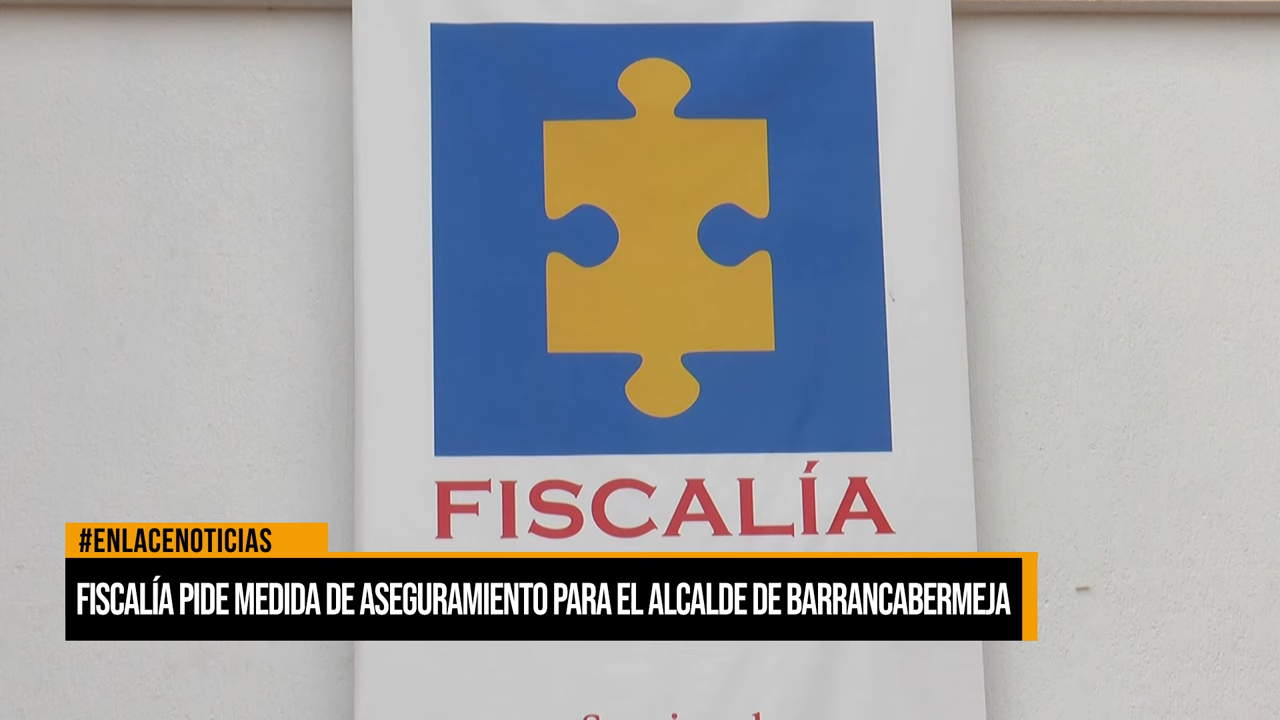 FISCALÍA
#ENLACENOTICIAS
FISCALÍA PIDE MEDIDA DE ASEGURAMIENTO PARA EL ALCALDE DE BARRANCABERMEJA